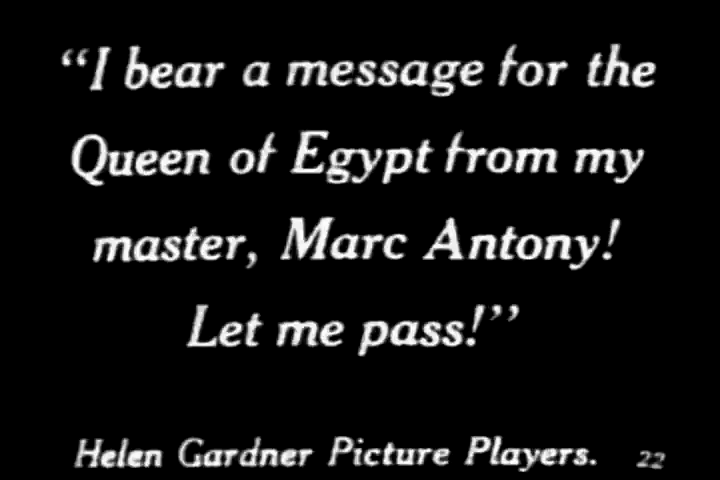 “I bear a message for the
Queen of Egypt from my
master, Marc Antony!
Let me pass!”
Helen Gardner Picture Players. 22